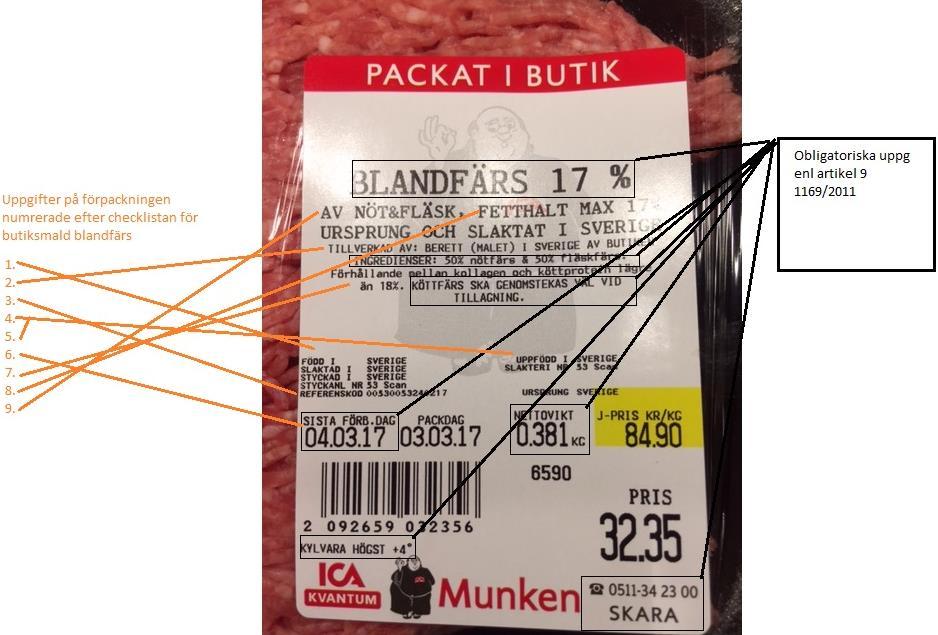 PACKAT I BUTIK
BLANDFÄRS 17 %
AV NÖT&FLÄSK, FETTHALT MAX 17%
URSPRUNG OCH SLAKTAT I SVERIGE
TILLVERKAD AV: BERETT (MALET) I SVERIGE AV BUTIKEN
INGREDIENSER: 50% nötfärs & 50% fläskfärs.
Förhållande mellan kollagen och köttprotein lägre
än 18%. KÖTTFÄRS SKA GENOMSTEKAS VÄL VID
TILLAGNING.
FÖDD I SVERIGE
SLAKTAD I SVERIGE
STYCKAD I SVERIGE
STYCKANL NR 53 Scan
REFERENSKOD
UPPFÖDD I SVERIGE
SLAKTERI NR 53 Scan
URSPRUNG SVERIGE
SISTA FÖRB.DAG
04.03.17
PACKDAG
03.03.17
NETTOVIKT
0.381 KG
J-PRIS KR/KG
84.90
6590
PRIS
32.35
2 092659 032356
KYLVARA HÖGST +4°
ICA
KVANTUM
Munken
☎ 0511-34 23 00
SKARA
Uppgifter på förpackningen
numrerade efter checklistan för
butiksmald blandfärs
1.
2.
3.
4.
5.
6.
7.
8.
9.
Obligatoriska uppg
enl artikel 9
1169/2011